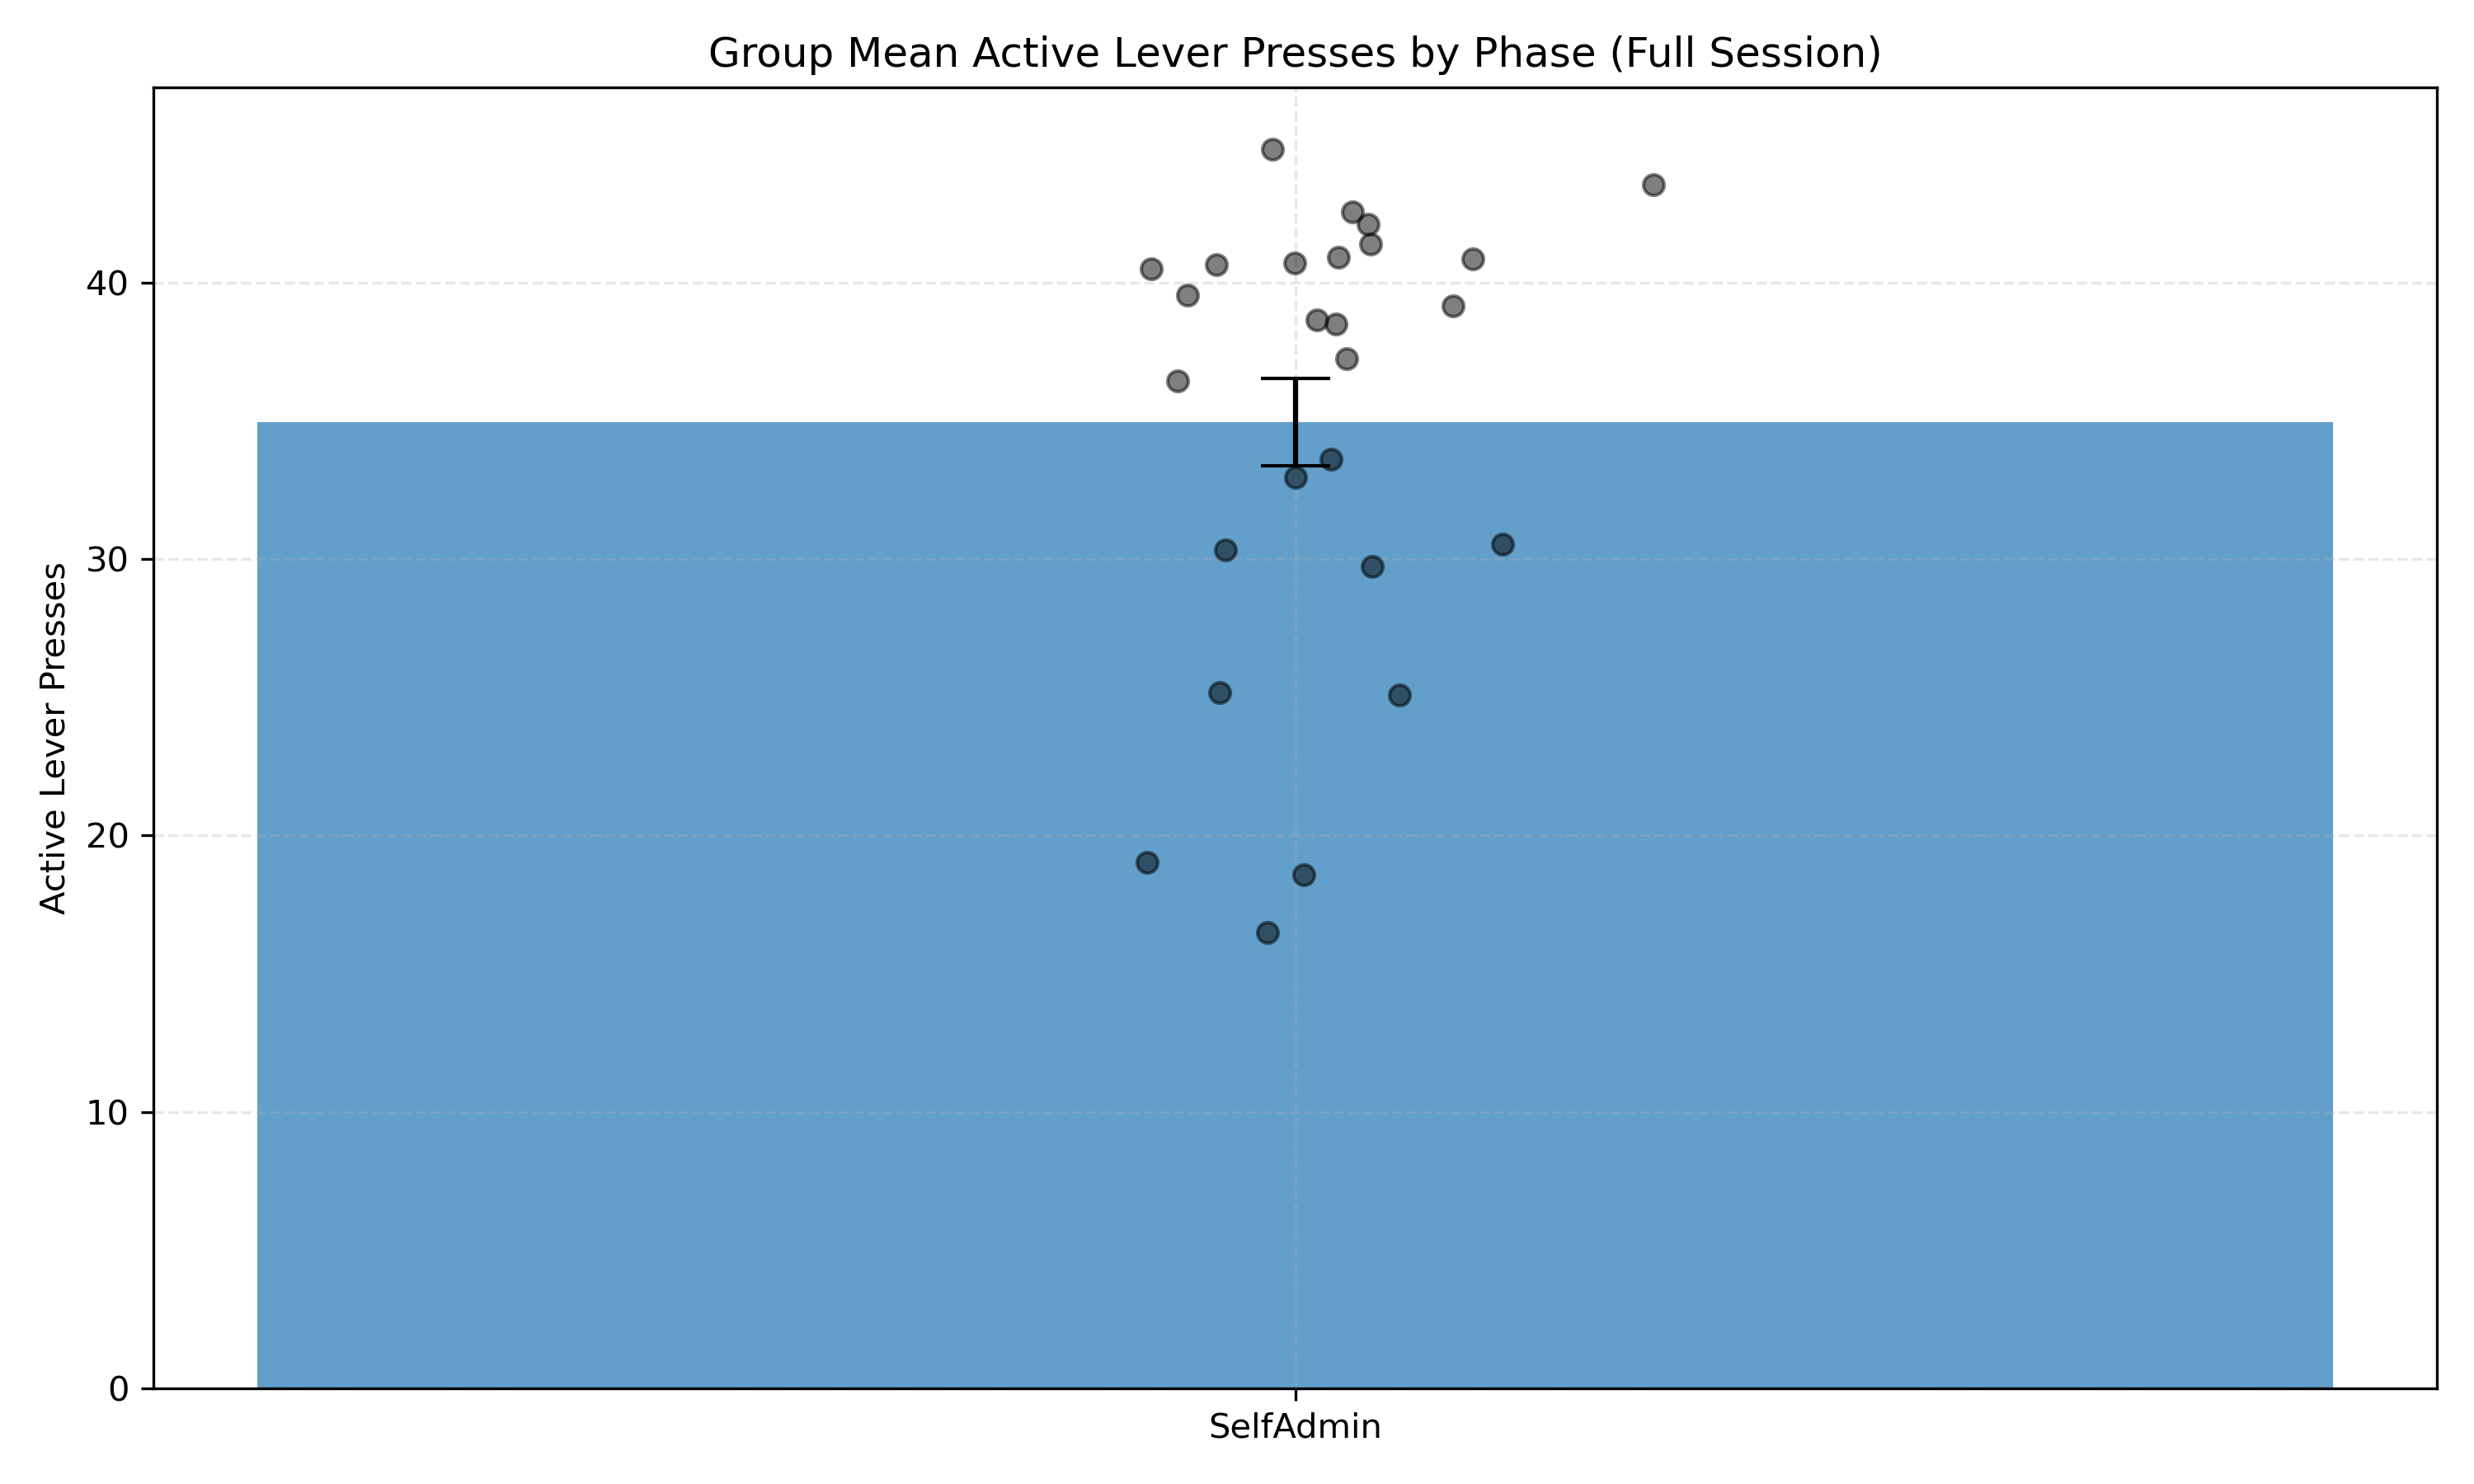 Group Mean Active Lever Presses by Phase (Full Session)
Active Lever Presses
40
30
20
10
0
SelfAdmin